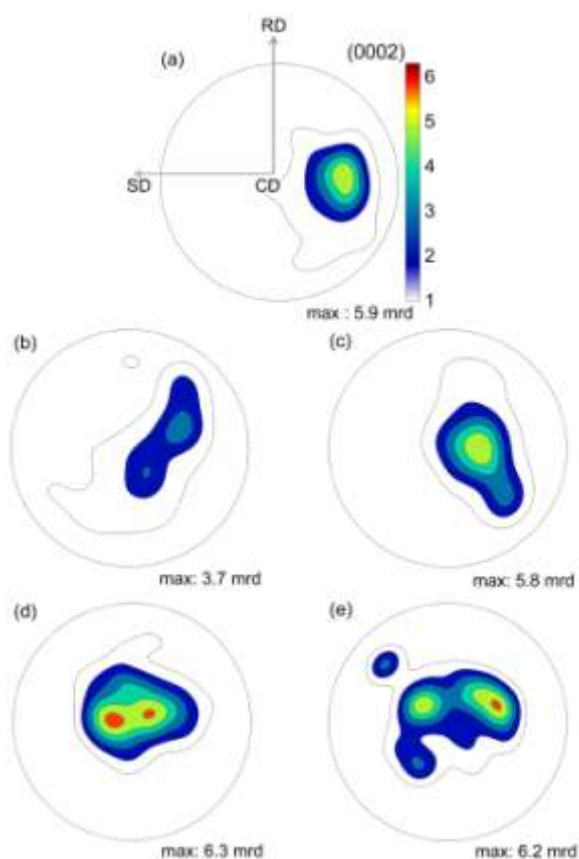 RD
(a)
(0002)
6
5
SD
CD
4
3
2
1
max : 5.9 mrd
(b)
(c)
max: 3.7 mrd
max: 5.8 mrd
(d)
(e)
max: 6.3 mrd
max: 6.2 mrd